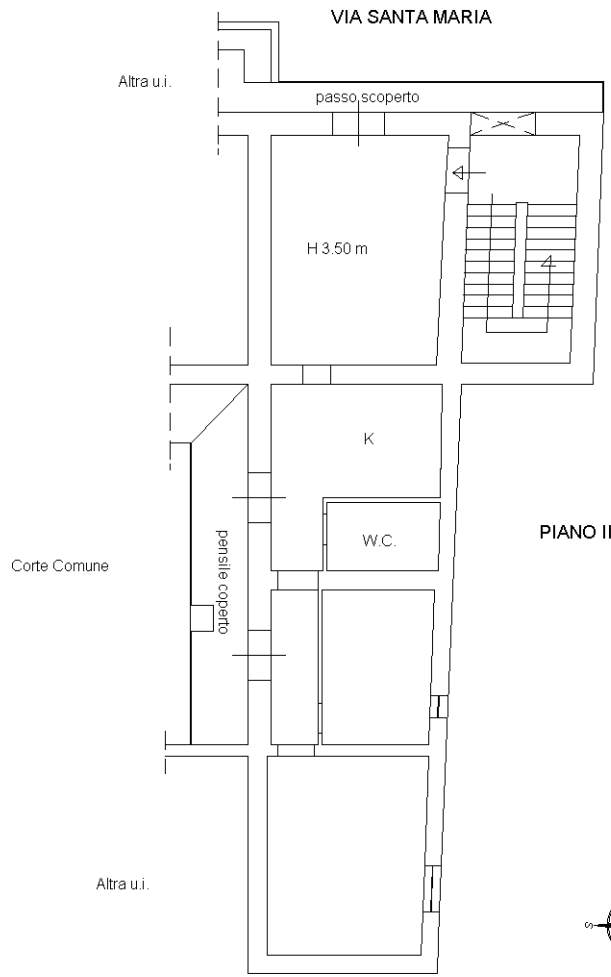 VIA SANTA MARIA
Altra u.i.
passo scoperto
H 3.50 m
K
W.C.
PIANO II
pensile coperto
Corte Comune
Altra u.i.
S